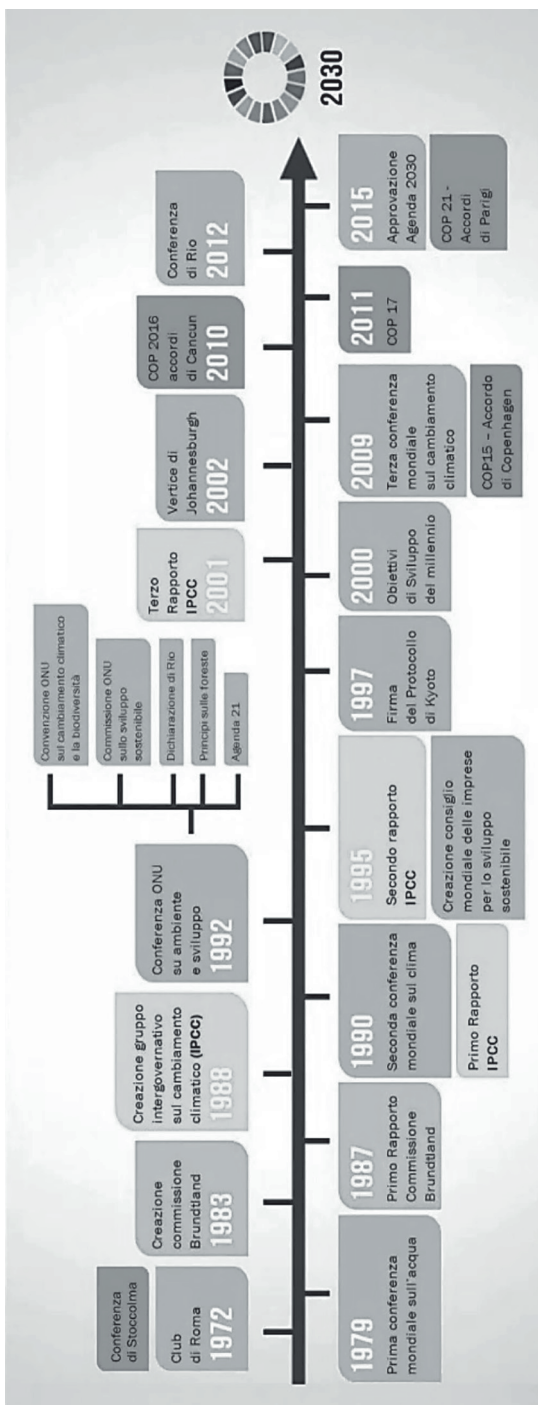 Conferenza
di Stoccolma
Club
di Roma
1972
Creazione
commissione
Brundtland
1983
Creazione gruppo
intergovernativo
sul cambiamento
climatico (IPCC)
1988
Conferenza ONU
su ambiente
e sviluppo
1992
Convenzione ONU
sul cambiamento climatico
e la biodiversità
Commissione ONU
sullo sviluppo
sostenibile
Dichiarazione di Rio
Principi sulle foreste
Agenda 21
Terzo
Rapporto
IPCC
2001
Vertice di
Johannesburgh
2002
COP 2016
accordi
di Cancun
2010
Conferenza
di Rio
2012
2030
1979
Prima conferenza
mondiale sull'acqua
1987
Primo Rapporto
Commissione
Brundtland
1990
Seconda conferenza
mondiale sul clima
Primo Rapporto
IPCC
1995
Secondo rapporto
IPCC
Creazione consiglio
mondiale delle imprese
per lo sviluppo
sostenibile
1997
Firma
del Protocollo
di Kyoto
2000
Obiettivi
di Sviluppo
del millennio
2009
Terza conferenza
mondiale
sul cambiamento
climatico
COP15 – Accordo
di Copenhagen
2011
COP 17
2015
Approvazione
Agenda 2030
COP 21 -
Accordi
di Parigi